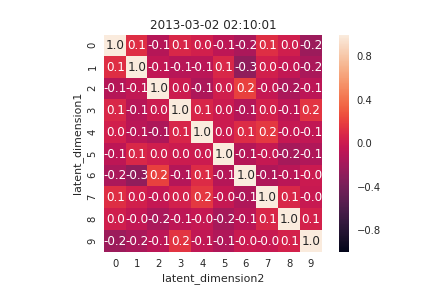 2013-03-02 02:10:01
latent_dimension1
0 1.0 0.1 -0.1 0.1 0.0 -0.1 -0.2 0.1 0.0 -0.2
1 0.1 1.0 -0.1 -0.1 -0.1 0.1 -0.3 -0.0 -0.0 -0.2
2 -0.1 -0.1 1.0 0.0 -0.1 0.0 0.2 -0.0 -0.2 -0.1
3 0.1 -0.1 0.0 1.0 0.1 0.0 -0.1 0.0 -0.1 0.2
4 0.0 -0.1 -0.1 0.1 1.0 0.0 0.1 0.2 -0.0 -0.1
5 -0.1 0.1 0.0 0.0 0.0 1.0 -0.1 -0.0 -0.2 -0.1
6 -0.2 -0.3 0.2 -0.1 0.1 -0.1 1.0 -0.1 -0.1 -0.0
7 0.1 -0.0 -0.0 0.0 0.2 -0.0 -0.1 1.0 0.1 -0.0
8 0.0 -0.0 -0.2 -0.1 -0.0 -0.2 -0.1 0.1 1.0 0.1
9 -0.2 -0.2 -0.1 0.2 -0.1 -0.1 -0.0 -0.0 0.1 1.0
0 1 2 3 4 5 6 7 8 9
latent_dimension2
0.8
0.4
0.0
−0.4
−0.8